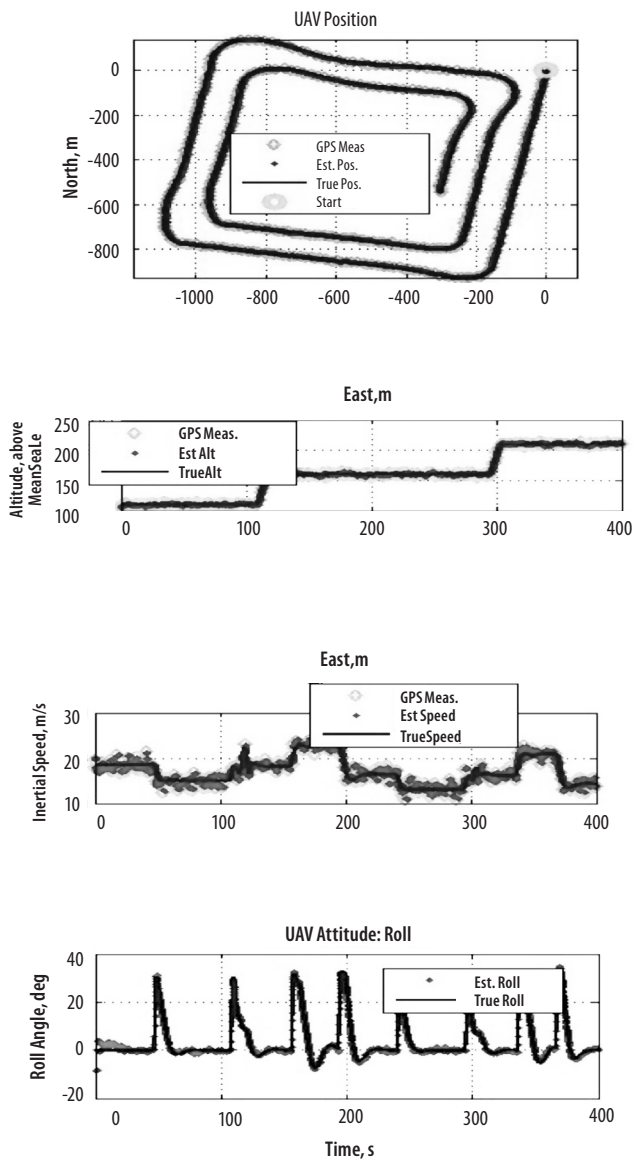 UAV Position
North, m
0
-200
-400
-600
-800
GPS Meas
Est. Pos.
True Pos.
Start
-1000 -800 -600 -400 -200 0
East,m
Altitude, above
MeanSeaLe
250
200
150
100
GPS Meas.
Est Alt
TrueAlt
0 100 200 300 400
East,m
Inertial Speed, m/s
30
20
10
GPS Meas.
Est Speed
TrueSpeed
0 100 200 300 400
UAV Attitude: Roll
Roll Angle, deg
40
20
0
-20
Est. Roll
True Roll
0 100 200 300 400
Time, s